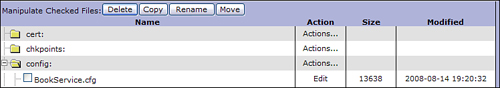 Manipulate Checked Files: Delete Copy Rename Move
Name Action Size Modified
cert: Actions...
chkpoints: Actions...
config: Actions...
BookService.cfg Edit 13638 2008-08-14 19:20:32